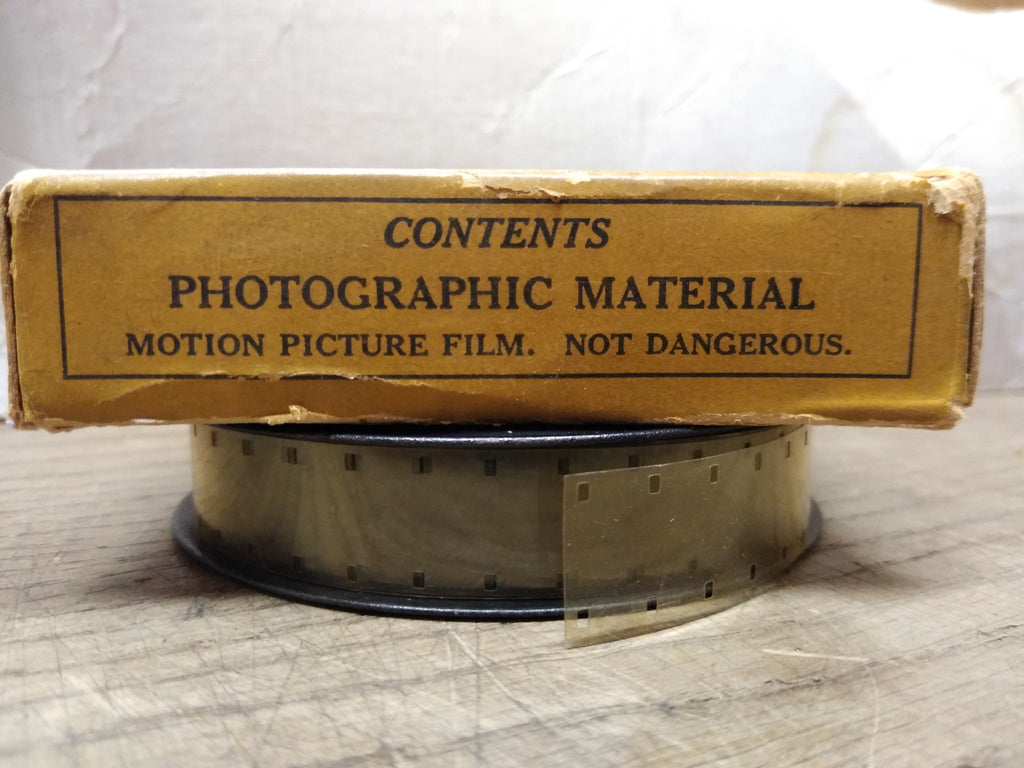 CONTENTS
PHOTOGRAPHIC MATERIAL
MOTION PICTURE FILM. NOT DANGEROUS.